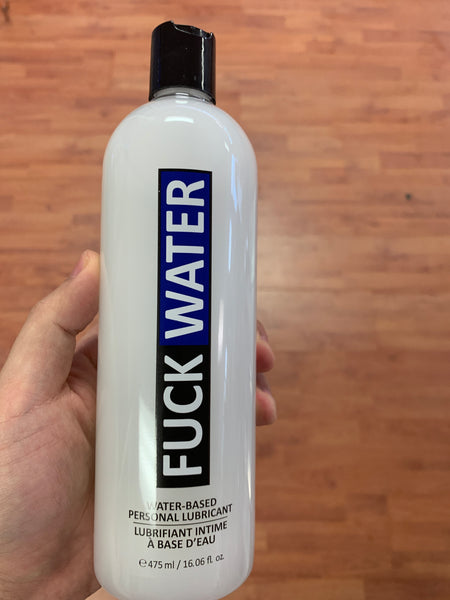 FUCK WATER
WATER-BASED
PERSONAL LUBRICANT
LUBRIFIANT INTIME
À BASE D'EAU
℮ 475 ml / 16.06 fl. oz.